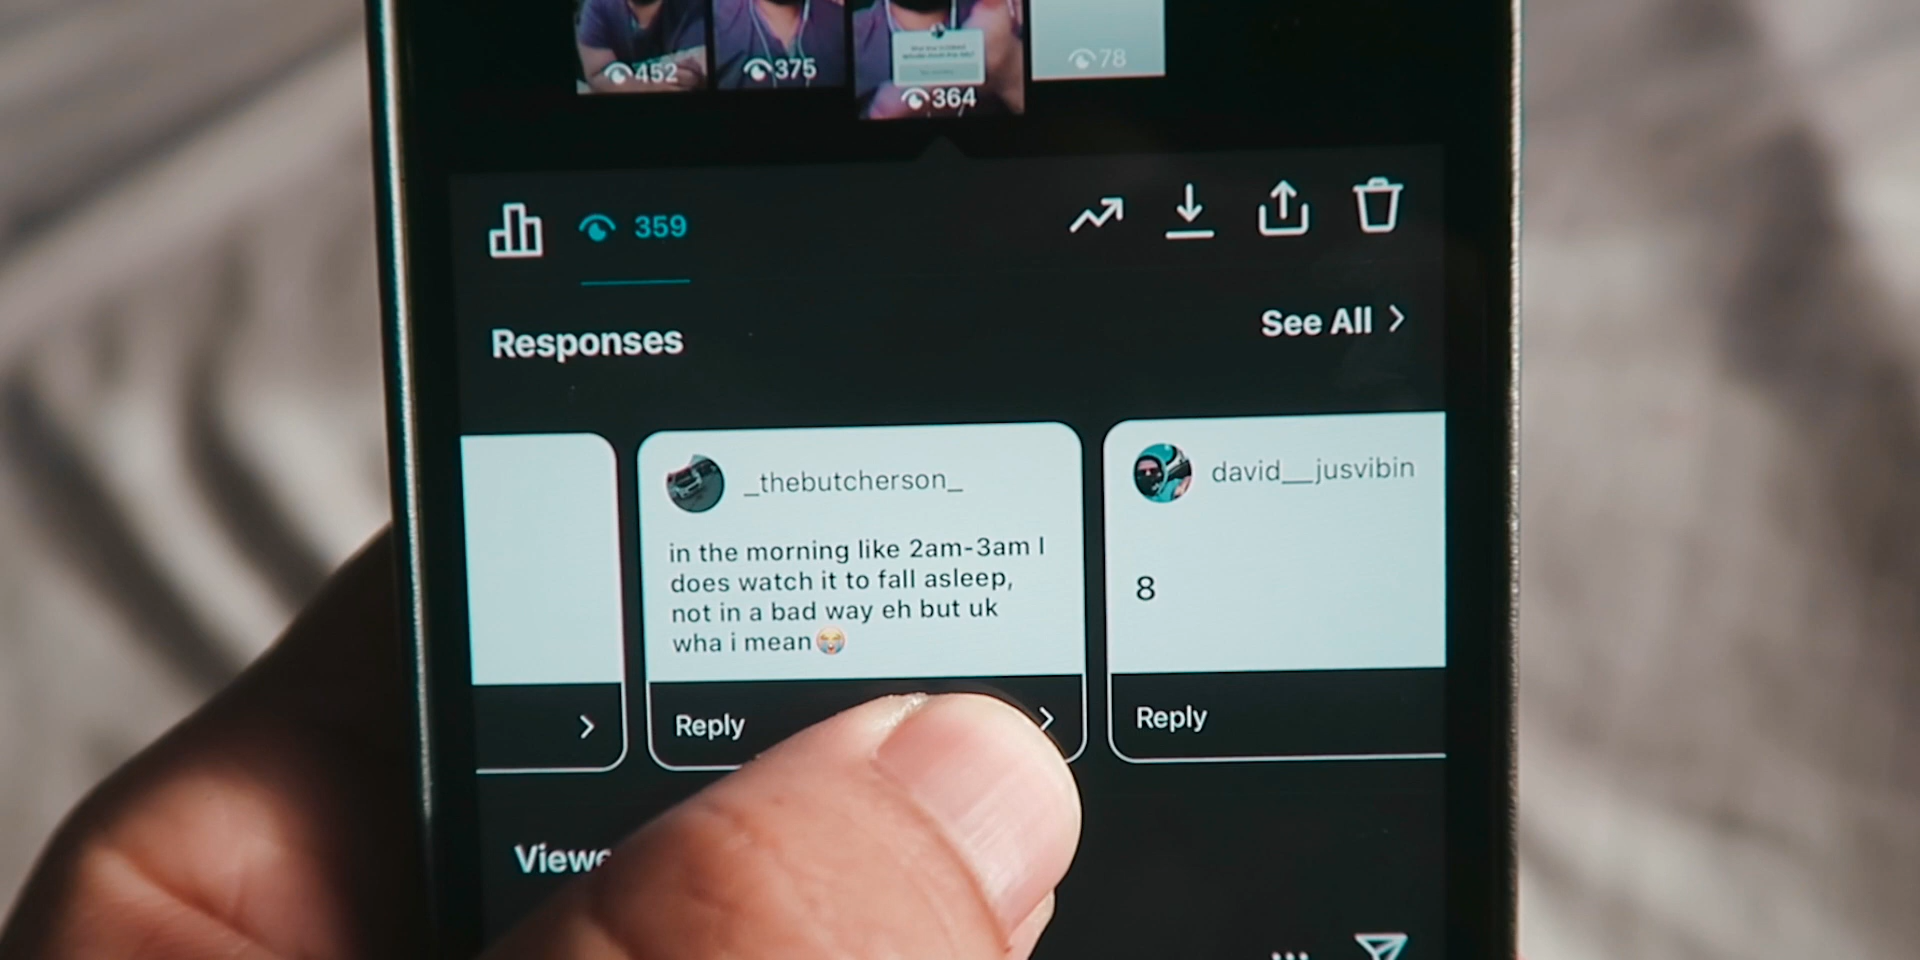 452
375
364
78
359
Responses
See All
_thebutcherson_
in the morning like 2am-3am I
does watch it to fall asleep,
not in a bad way eh but uk
wha i mean😭
Reply
david__jusvibin
8
Reply